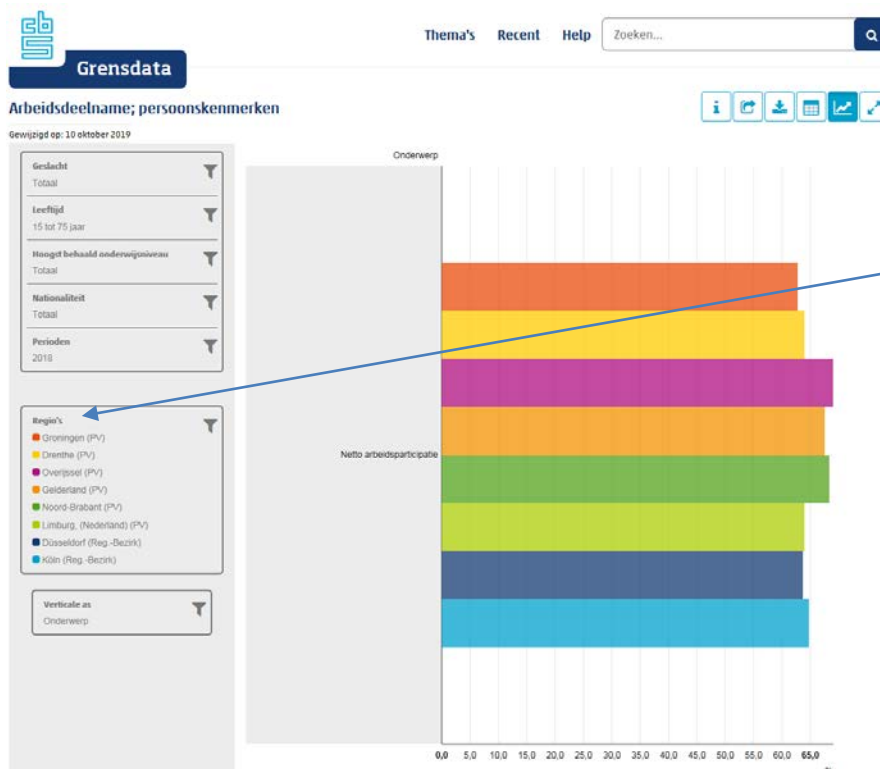 cbs
Grensdata
Thema's Recent Help Zoeken...
Arbeidsdeelname; persoonskenmerken
Gewijzigd op: 10 oktober 2019
Geslacht
Totaal
Leeftijd
15 tot 75 jaar
Hoogst behaald onderwijsniveau
Totaal
Nationaliteit
Totaal
Perioden
2018
Regio's
Groningen (PV)
Drenthe (PV)
Overijssel (PV)
Gelderland (PV)
Noord-Brabant (PV)
Limburg, (Nederland) (PV)
Düsseldorf (Reg.-Bezirk)
Köln (Reg.-Bezirk)
Verticale as
Onderwerp
Onderwerp
Netto arbeidsparticipatie
0,0 5,0 10,0 15,0 20,0 25,0 30,0 35,0 40,0 45,0 50,0 55,0 60,0 65,0